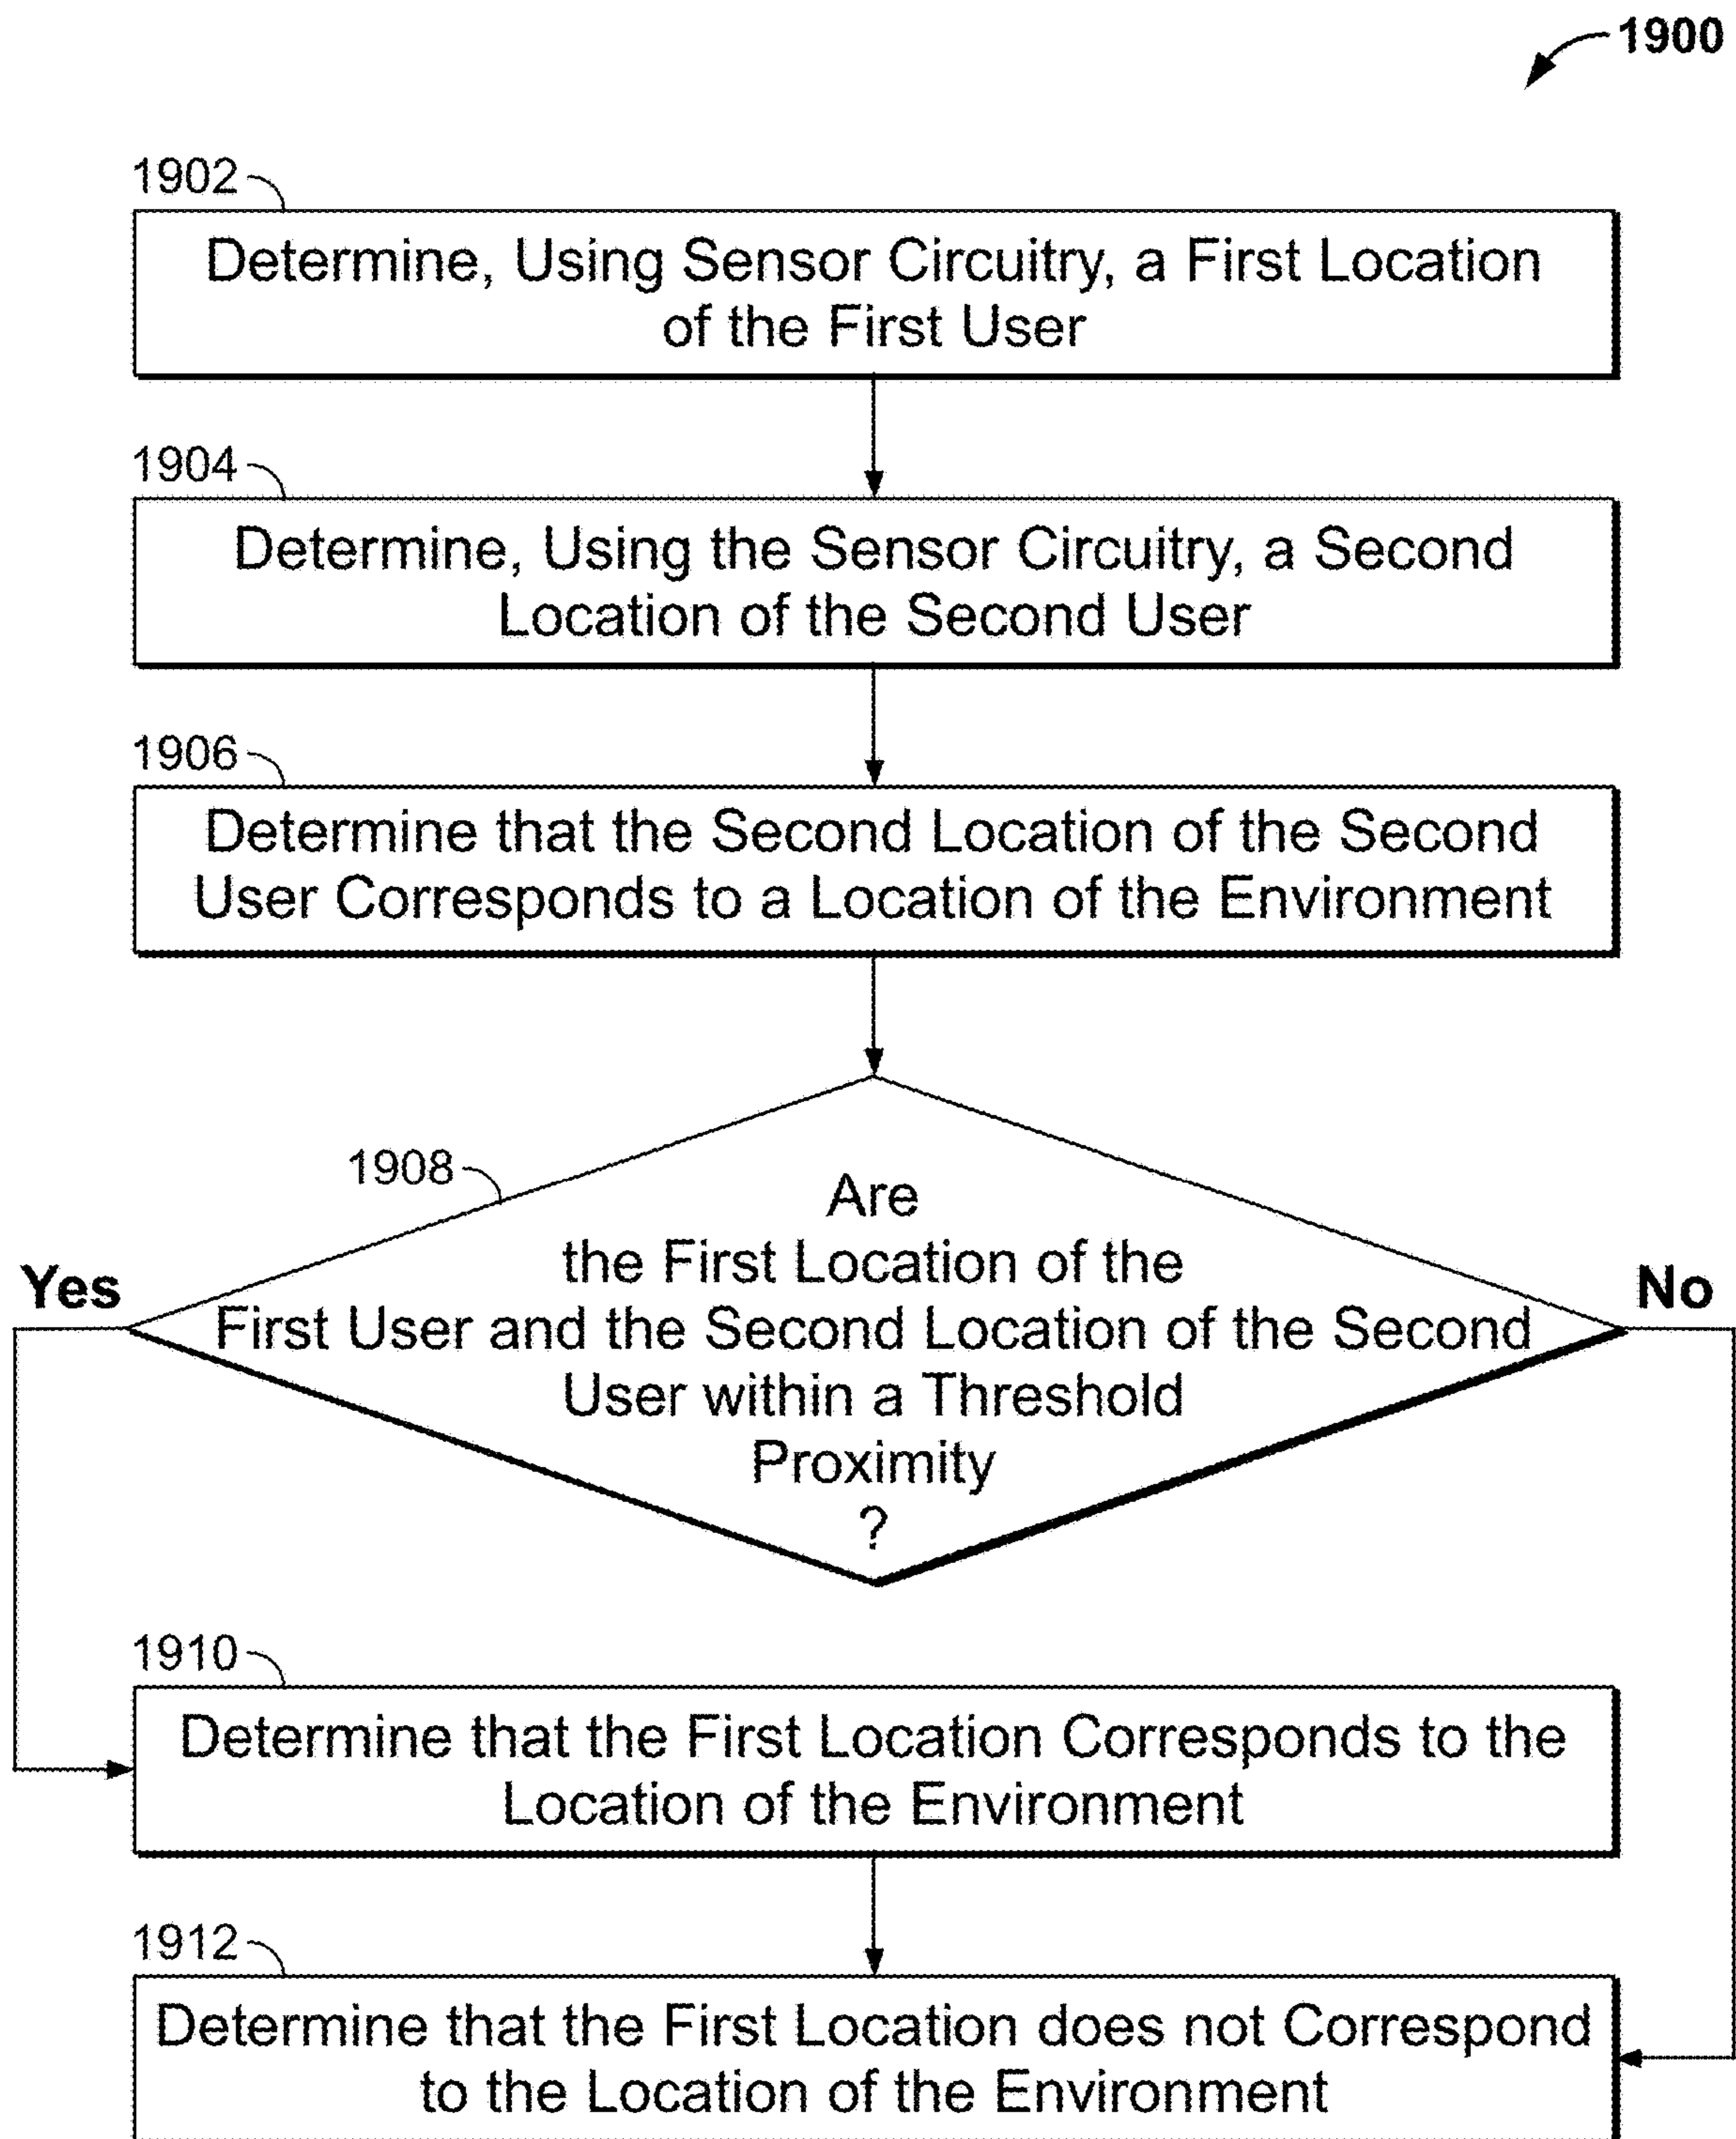 1900
1902
Determine, Using Sensor Circuitry, a First Location
of the First User
1904
Determine, Using the Sensor Circuitry, a Second
Location of the Second User
1906
Determine that the Second Location of the Second
User Corresponds to a Location of the Environment
1908
Are
the First Location of the
First User and the Second Location of the Second
User within a Threshold
Proximity
?
Yes
No
1910
Determine that the First Location Corresponds to the
Location of the Environment
1912
Determine that the First Location does not Correspond
to the Location of the Environment